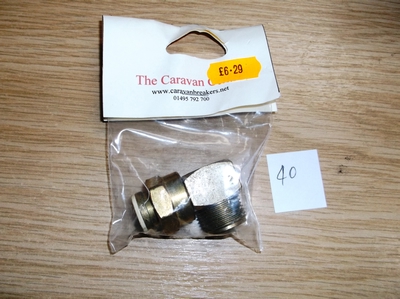 The Caravan
£6·29
www.caravanbreakers.net
01495 792 700
40